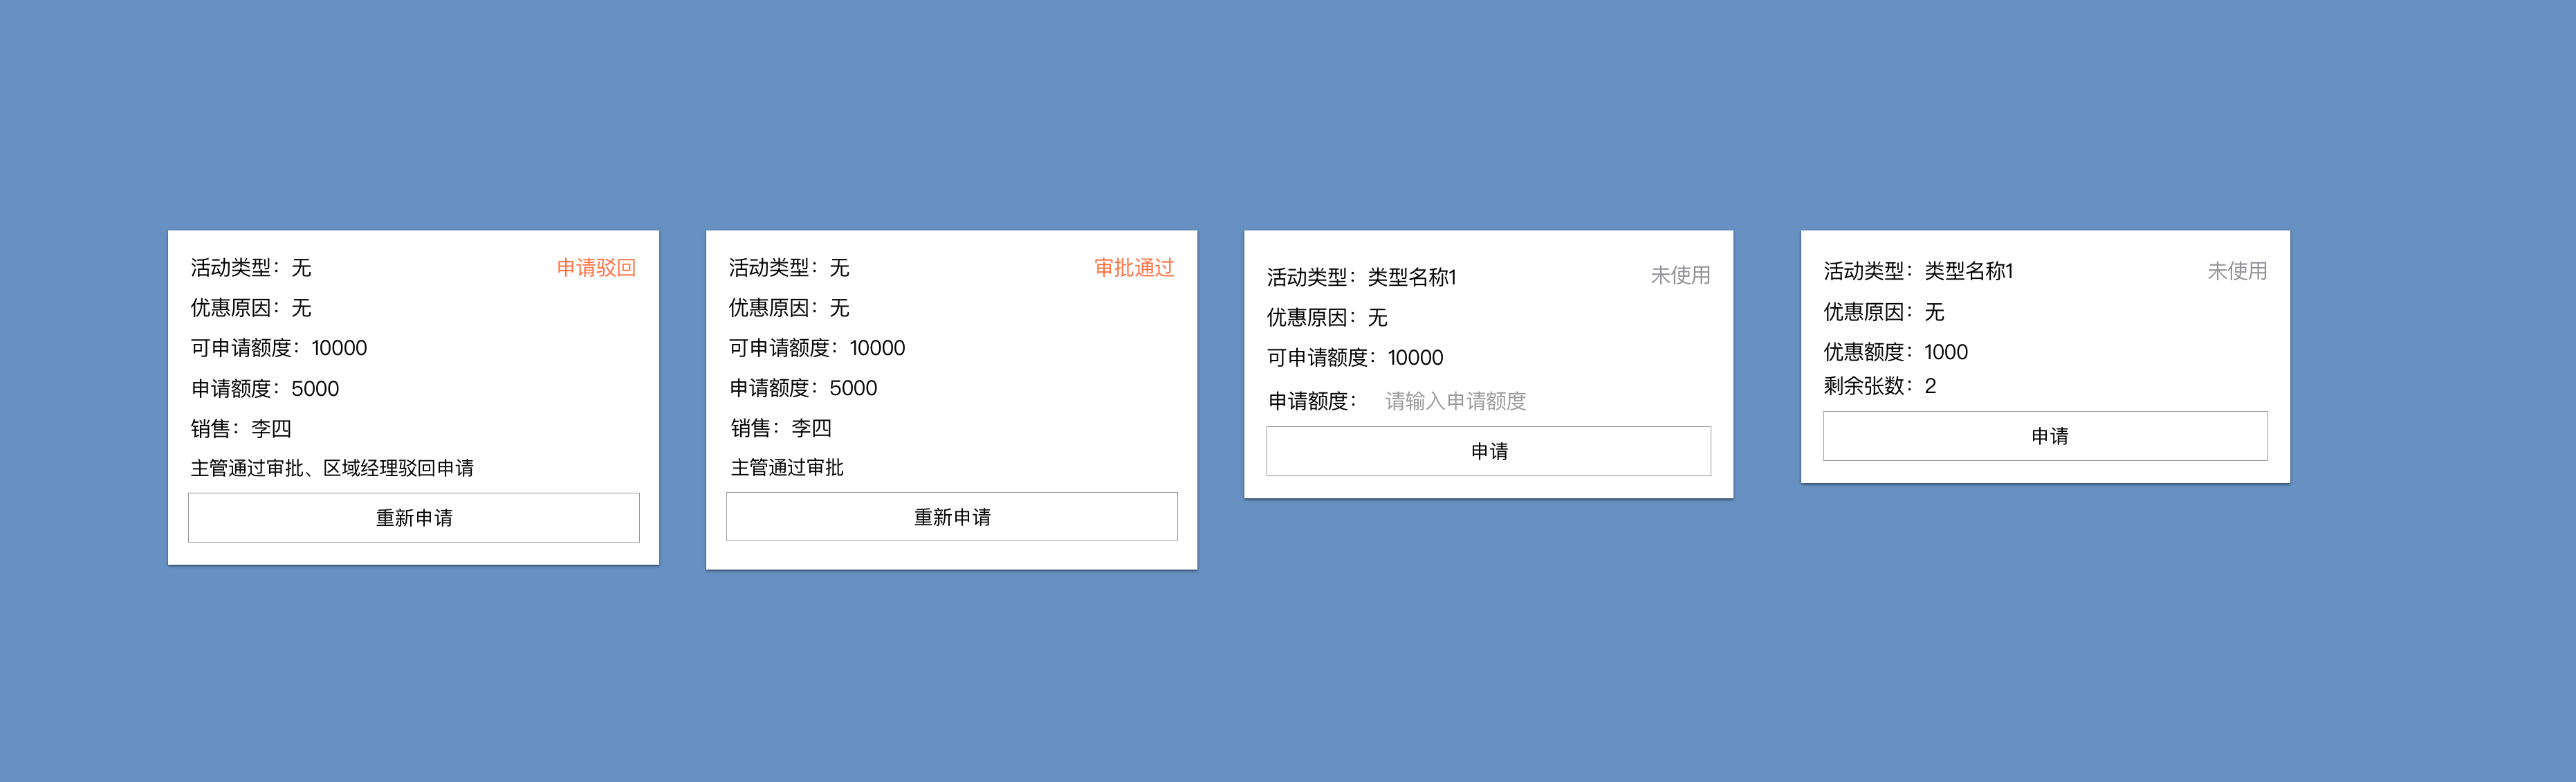 活动类型：无
申请驳回
优惠原因：无
可申请额度：10000
申请额度：5000
销售：李四
主管通过审批、区域经理驳回申请
重新申请
活动类型：无
审批通过
优惠原因：无
可申请额度：10000
申请额度：5000
销售：李四
主管通过审批
重新申请
活动类型：类型名称1
未使用
优惠原因：无
可申请额度：10000
申请额度： 请输入申请额度
申请
活动类型：类型名称1
未使用
优惠原因：无
优惠额度：1000
剩余张数：2
申请